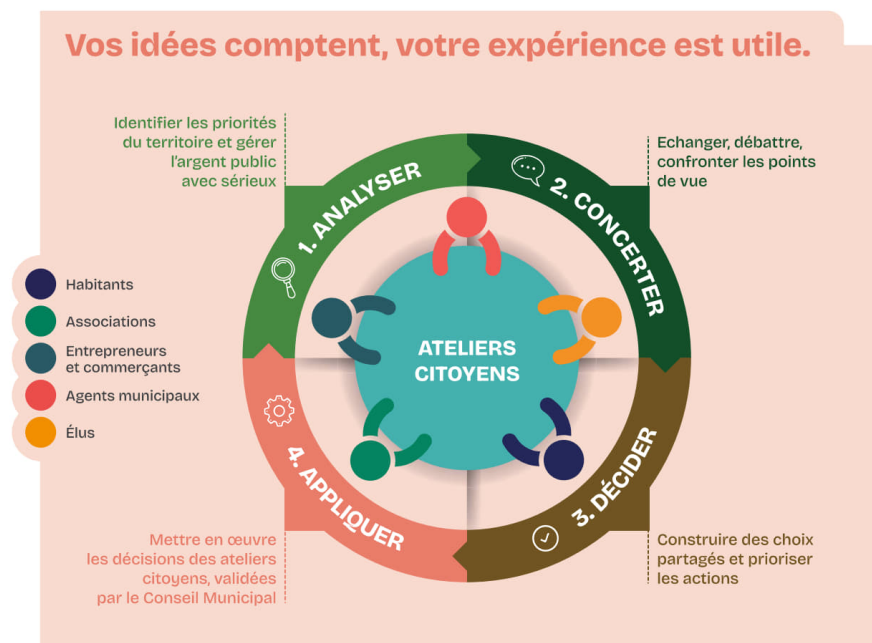 Vos idées comptent, votre expérience est utile.
Identifier les priorités
du territoire et gérer
l'argent public
avec sérieux
Echanger, débattre,
confronter les points
de vue
1. ANALYSER
2. CONCERTER
Habitants
Associations
Entrepreneurs
et commerçants
Agents municipaux
Élus
ATELIERS
CITOYENS
4. APPLIQUER
3. DÉCIDER
Mettre en œuvre
les décisions des ateliers
citoyens, validées
par le Conseil Municipal
Construire des choix
partagés et prioriser
les actions